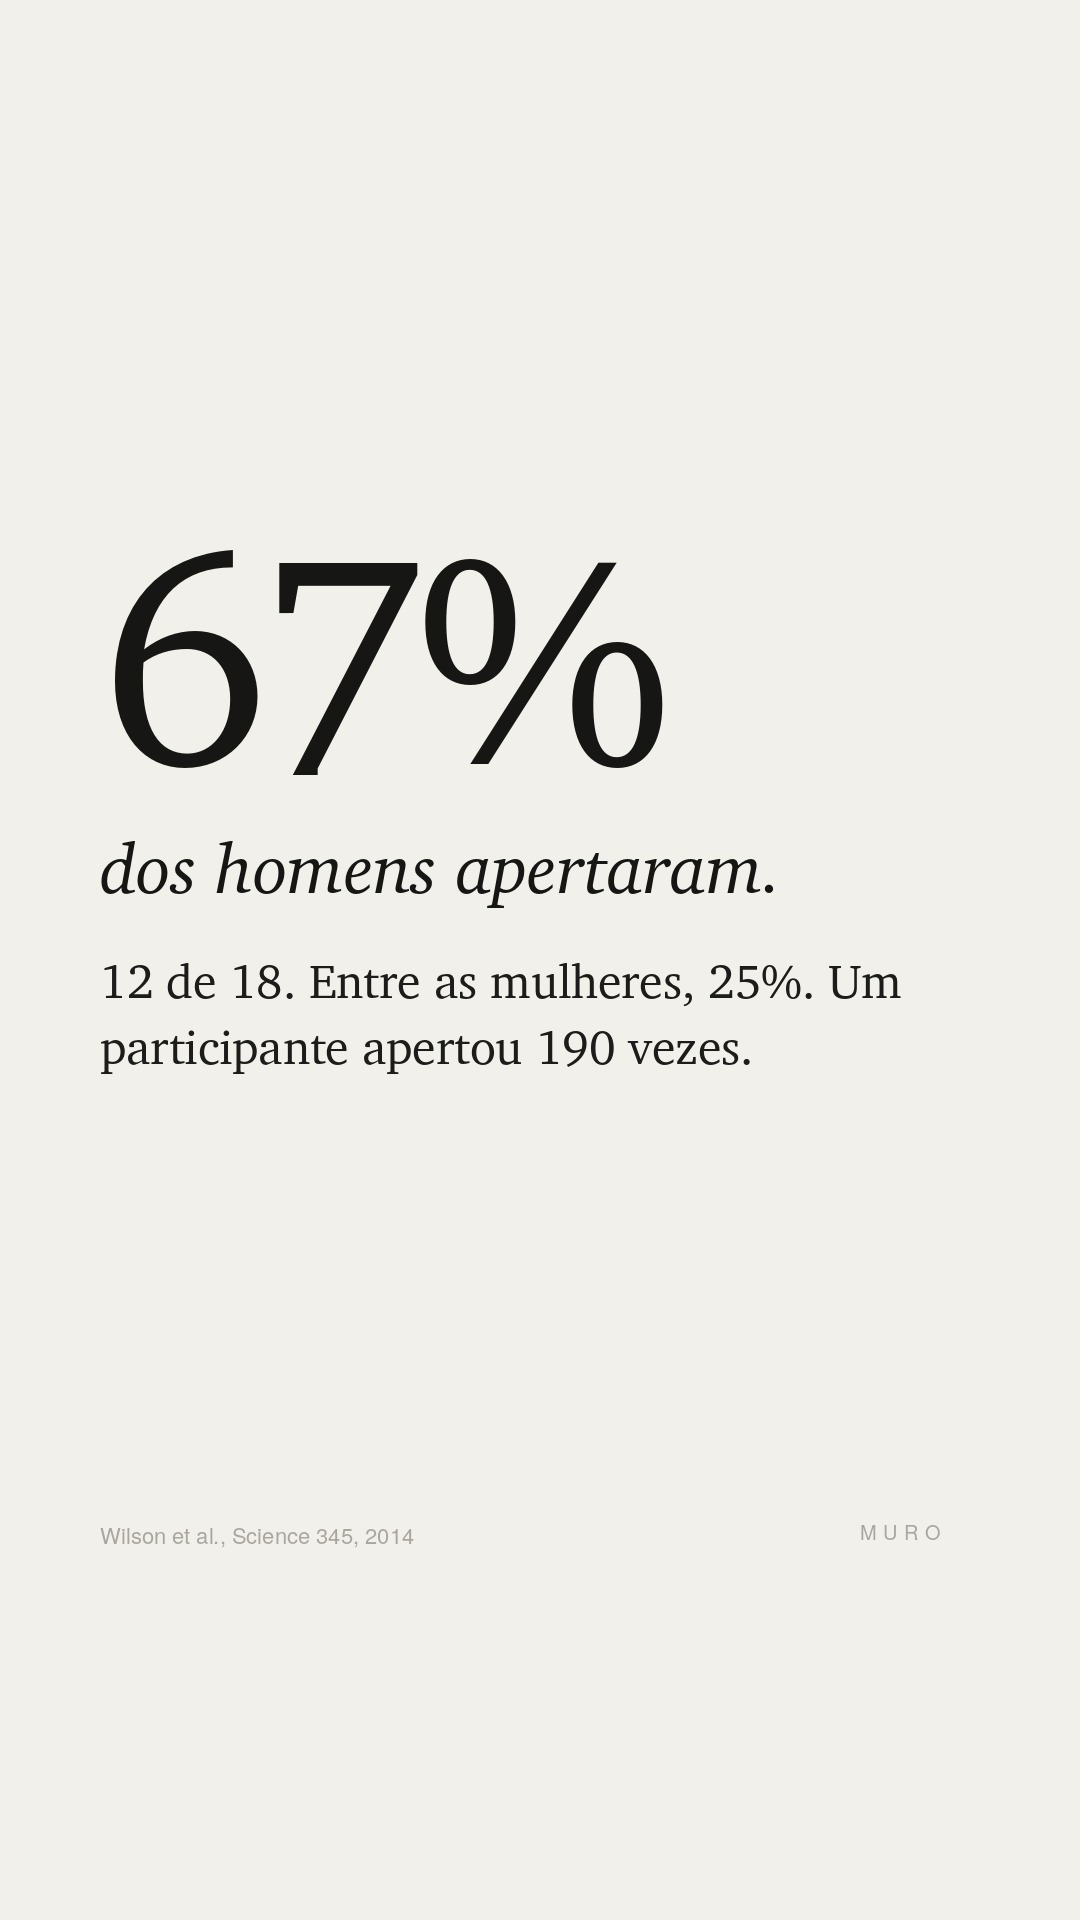 67%
dos homens apertaram.
12 de 18. Entre as mulheres, 25%. Um
participante apertou 190 vezes.
Wilson et al., Science 345, 2014
MURO